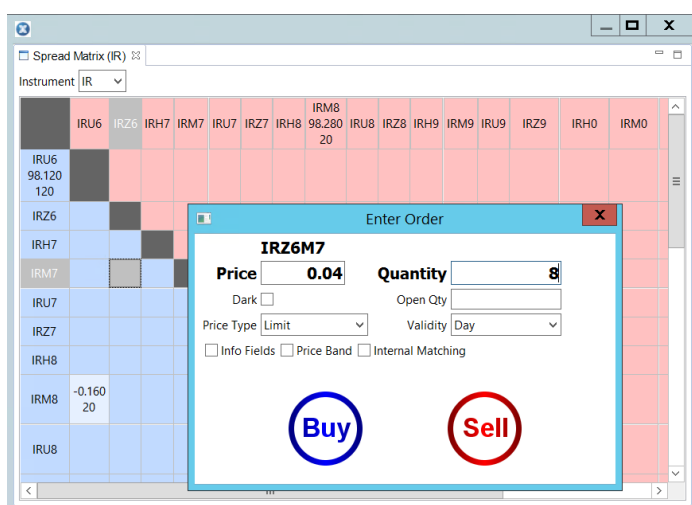 Spread Matrix (IR)
Instrument IR
IRU6 IRZ6 IRH7 IRM7 IRU7 IRZ7 IRH8 IRM8 98.280 20 IRU8 IRZ8 IRH9 IRM9 IRU9 IRZ9 IRH0 IRM0
IRU6
98.120
120
IRZ6
IRH7
IRM7
IRU7
IRZ7
IRH8
IRM8 -0.160
20
IRU8
Enter Order
IRZ6M7
Price 0.04 Quantity 8
Dark Open Qty
Price Type Limit Validity Day
Info Fields Price Band Internal Matching
Buy Sell